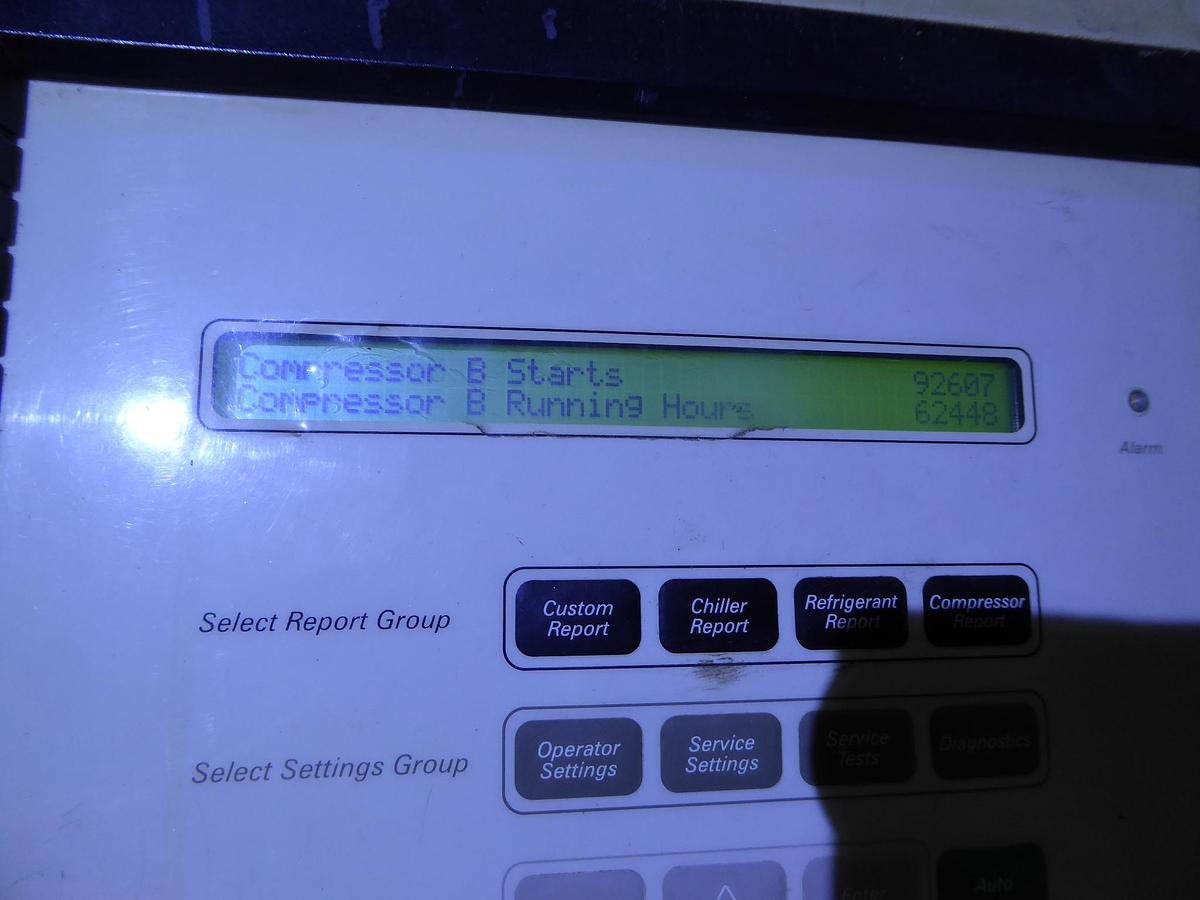 Compressor B Starts 92607
Compressor B Running Hours 62448
Alarm
Select Report Group
Custom Report
Chiller Report
Refrigerant Report
Compressor Report
Select Settings Group
Operator Settings
Service Settings
Service Tests
Diagnostics
Enter
Auto